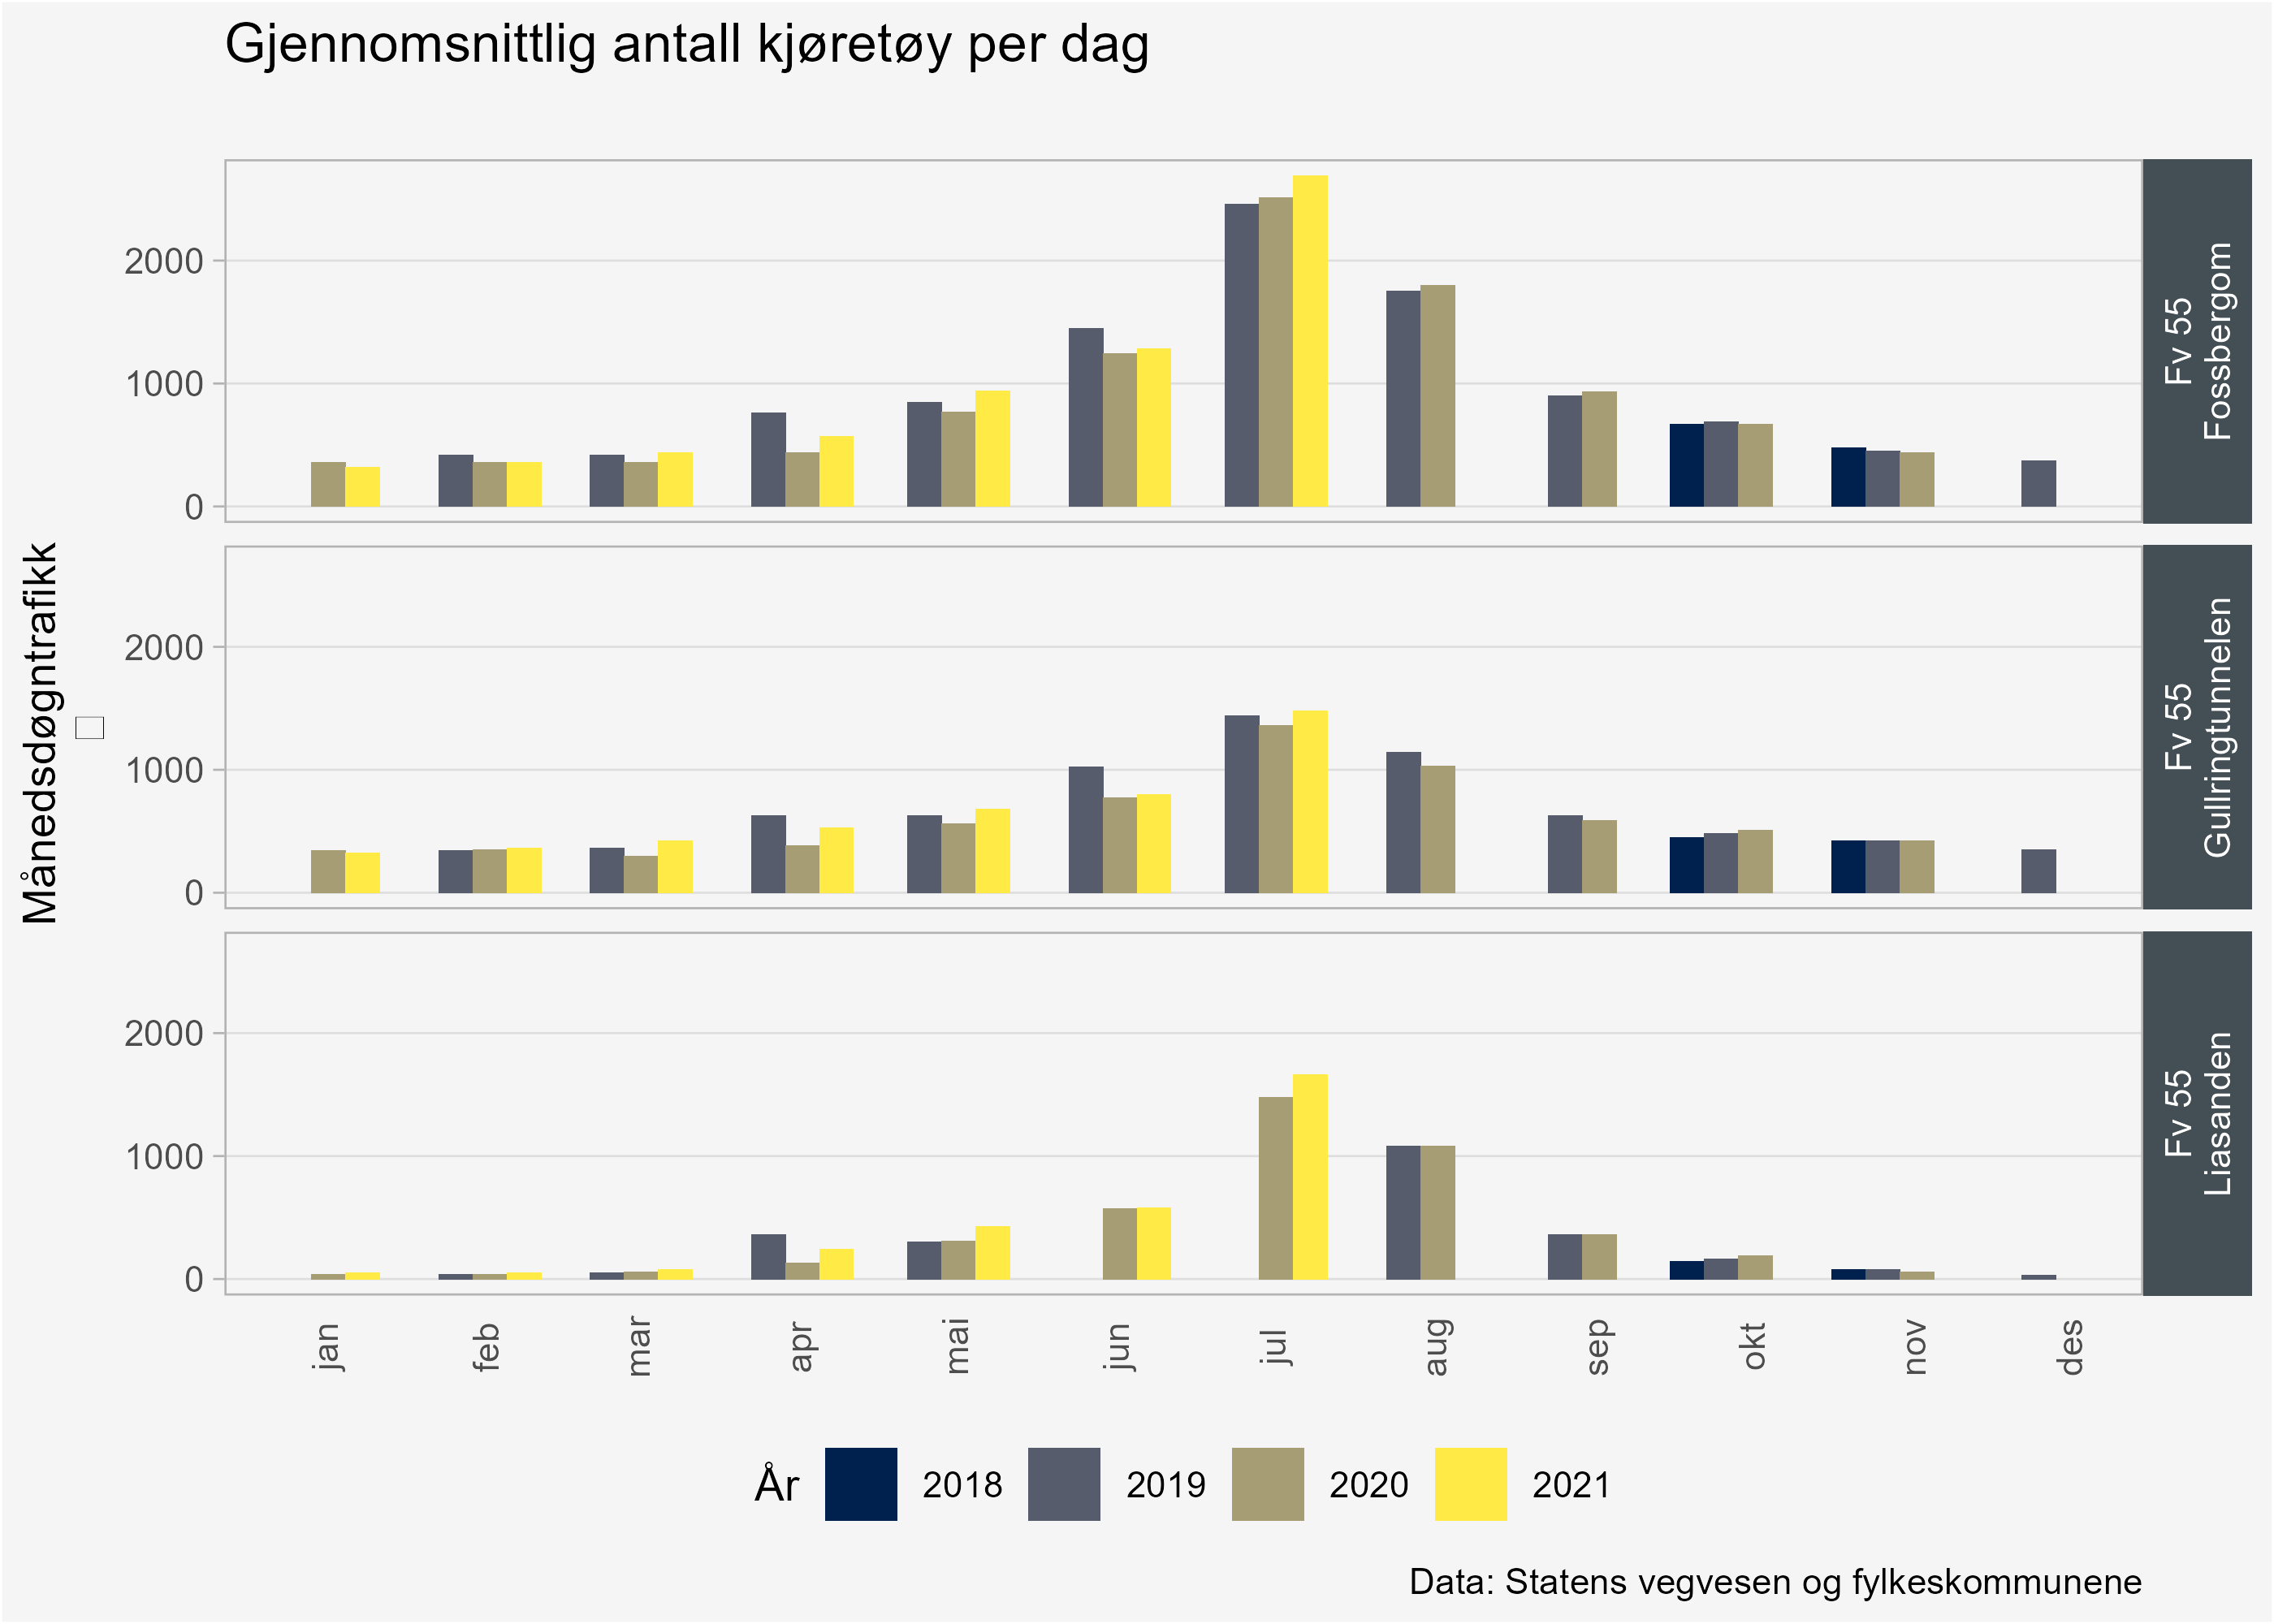 Gjennomsnittlig antall kjøretøy per dag
Månedsdøgntrafikk
2000
1000
0
Fv 55
Fossbergom
2000
1000
0
Fv 55
Gullringtunnelen
2000
1000
0
Fv 55
Liasanden
jan feb mar apr mai jun jul aug sep okt nov des
År 2018 2019 2020 2021
Data: Statens vegvesen og fylkeskommunene